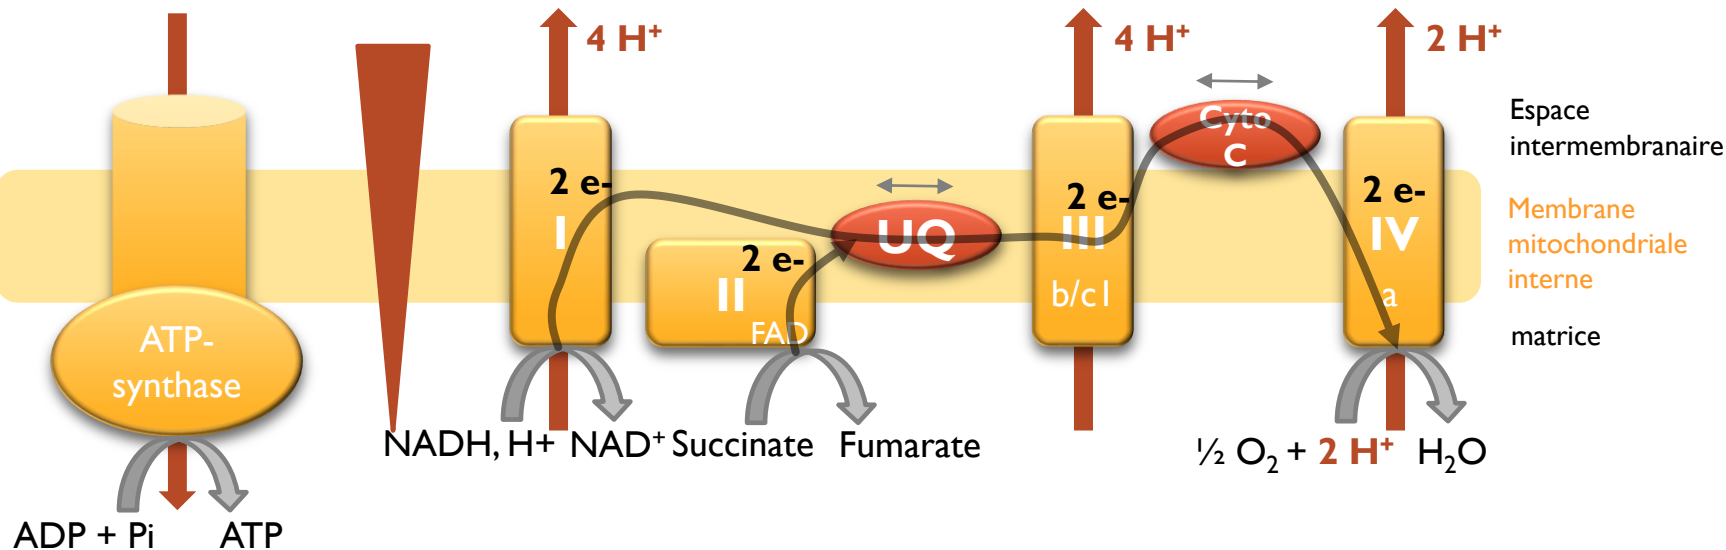 4 H⁺
4 H⁺
2 H⁺
Espace
intermembranaire
Cyto
C
2 e-
2 e-
2 e-
Membrane
mitochondriale
interne
I
UQ
III
IV
2 e-
II
b/c1
a
FAD
ATP-
synthase
matrice
NADH, H+ NAD⁺ Succinate Fumarate
½ O₂ + 2 H⁺ H₂O
ADP + Pi ATP